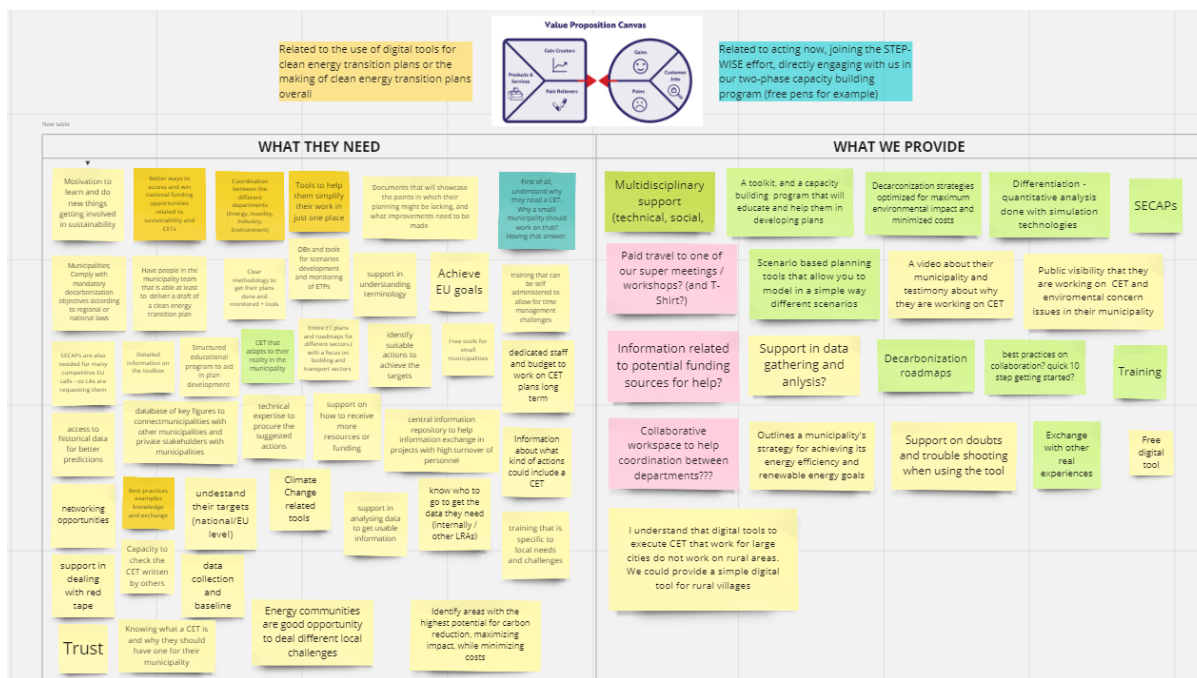 Value Proposition Canvas
Gain Creators
Products &
Services
Pain Relievers
Gains
Customer
Jobs
Pains
Related to the use of digital tools for
clean energy transition plans or the
making of clean energy transition plans
overall
Related to acting now, joining the STEP-
WISE effort, directly engaging with us in
our two-phase capacity building
program (free pens for example)
New table
WHAT THEY NEED
WHAT WE PROVIDE
Motivation to
learn and do
new things
getting involved
in sustainability
Better ways to
access and win
national funding
opportunities
related to
sustainability and
CETs
Coordination
between the
different
departments
(Energy, movility,
Industry,
Environment)
Tools to help
them simplify
their work in
just one place
Documents that will showcase
the points in which their
planning might be lacking, and
what improvements need to be
made
First of all,
understand why
they need a CET.
Why a small
municipality should
work on that?
Having that answer.
Municipalities;
Comply with
mandatory
decarbonization
objectives according
to regional or
national laws
Have people in the
municipality team
that is able at least
to deliver a draft of
a clean energy
transition plan
Clear
methodology to
get their plans
done and
monitored + tools
DBs and tools
for scenarios
development and
monitoring of
ETPs
support in
understanding
terminology
Achieve
EU goals
training that can
be self
administered to
allow for time
management
challenges
SECAPs are also
needed for many
competitive EU
calls - so LAs are
requesting them
Detailed
information on
the toolbox
Structured
educational
program to aid
in plan
development
CET that
adapts to their
reality in the
municipality
Entire ET plans
and roadmaps for
different sectors (
with a focus on
building and
transport sectors
identify
suitable
actions to
achieve the
targets
Free tools for
small
municipalities
dedicated staff
and budget to
work on CET
plans long
term
access to
historical data
for better
predictions
database of key figures to
connectmunicipalities with
other municipalities and
private stakeholders with
municipalities
technical
expertise to
procure the
suggested
actions
support on
how to receive
more
resources or
funding
central information
repository to help
information exchange in
projects with high turnover of
personnel
Information
about what
kind of actions
could include a
CET
networking
opportunities
Best practices
examples
knowledge
and exchange
undestand
their targets
(national/EU
level)
Climate
Change
related
tools
support in
analysing data
to get usable
information
know who to
go to get the
data they need
(internally /
other LRAs)
training that is
specific to
local needs
and challenges
support in
dealing
with red
tape
Capacity to
check the
CET written
by others
data
collection
and
baseline
Trust
Knowing what a CET is
and why they should
have one for their
municipality
Energy communities
are good opportunity
to deal different local
challenges
Identify areas with the
highest potential for carbon
reduction, maximizing
impact, while minimizing
costs
Multidisciplinary
support
(technical, social,
A toolkit, and a capacity
building program that will
educate and help them in
developing plans
Decarconization strategies
optimized for maximum
environmental impact and
minimized costs
Differentiation -
quantitative analysis
done with simulation
technologies
SECAPs
Paid travel to one
of our super meetings /
workshops? (and T-
Shirt?)
Scenario based planning
tools that allow you to
model in a simple way
different scenarios
A video about their
municipality and
testimony about why
they are working on CET
Public visibility that they
are working on CET and
enviromental concern
issues in their municipality
Information related
to potential funding
sources for help?
Support in data
gathering and
anlysis?
Decarbonization
roadmaps
best practices on
collaboration? quick 10
step getting started?
Training
Collaborative
workspace to help
coordination between
departments???
Outlines a municipality's
strategy for achieving its
energy efficiency and
renewable energy goals
Support on doubts
and trouble shooting
when using the tool
Exchange
with other
real
experiences
Free
digital
tool
I understand that digital tools to
execute CET that work for large
cities do not work on rural areas.
We could provide a simple digital
tool for rural villages